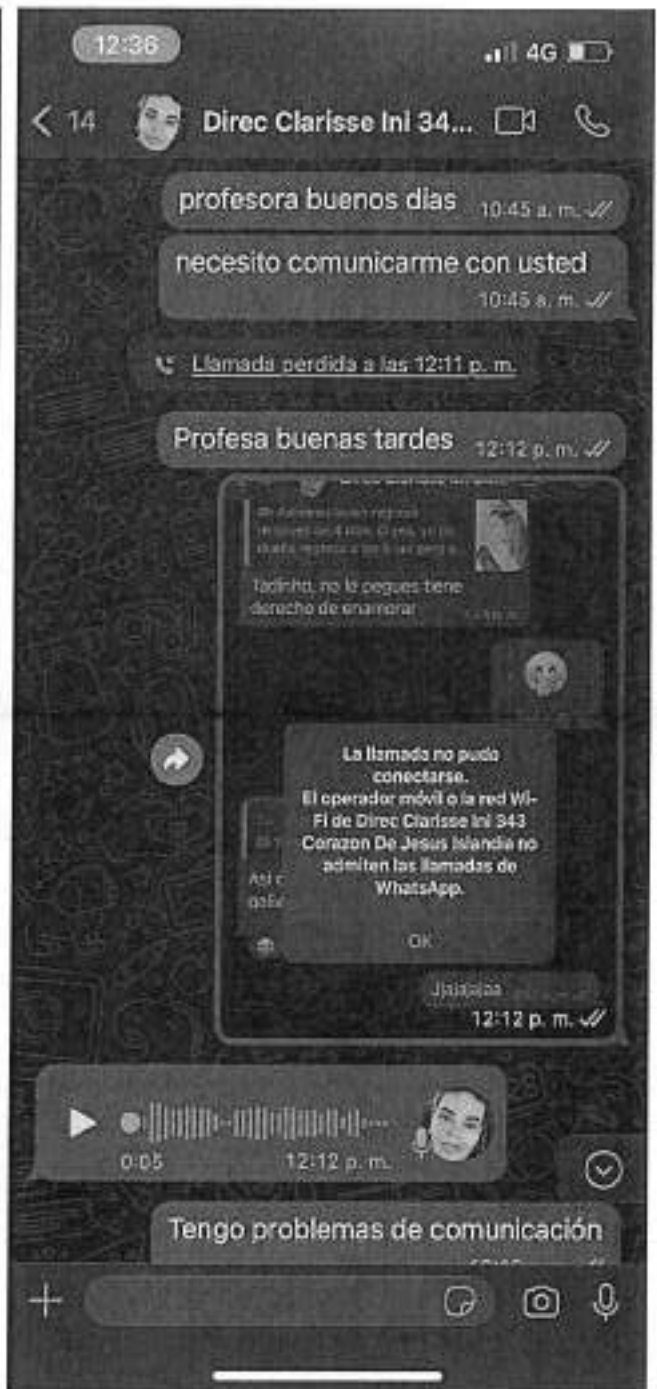 12:36
4G
14 Direc Clarisse Ini 34...
profesora buenos dias 10:45 a. m.
necesito comunicarme con usted
10:45 a. m.
Llamada perdida a las 12:11 p. m.
Profesa buenas tardes 12:12 p. m.
Tadinho, no le pegues tiene
derecho de enamorar
La llamada no pudo
conectarse.
El operador móvil o la red Wi-
Fi de Direc Clarisse Ini 343
Corazon De Jesus Islandia no
admiten las llamadas de
WhatsApp.
OK
Jjajajajaa
12:12 p. m.
0:05 12:12 p. m.
Tengo problemas de comunicación